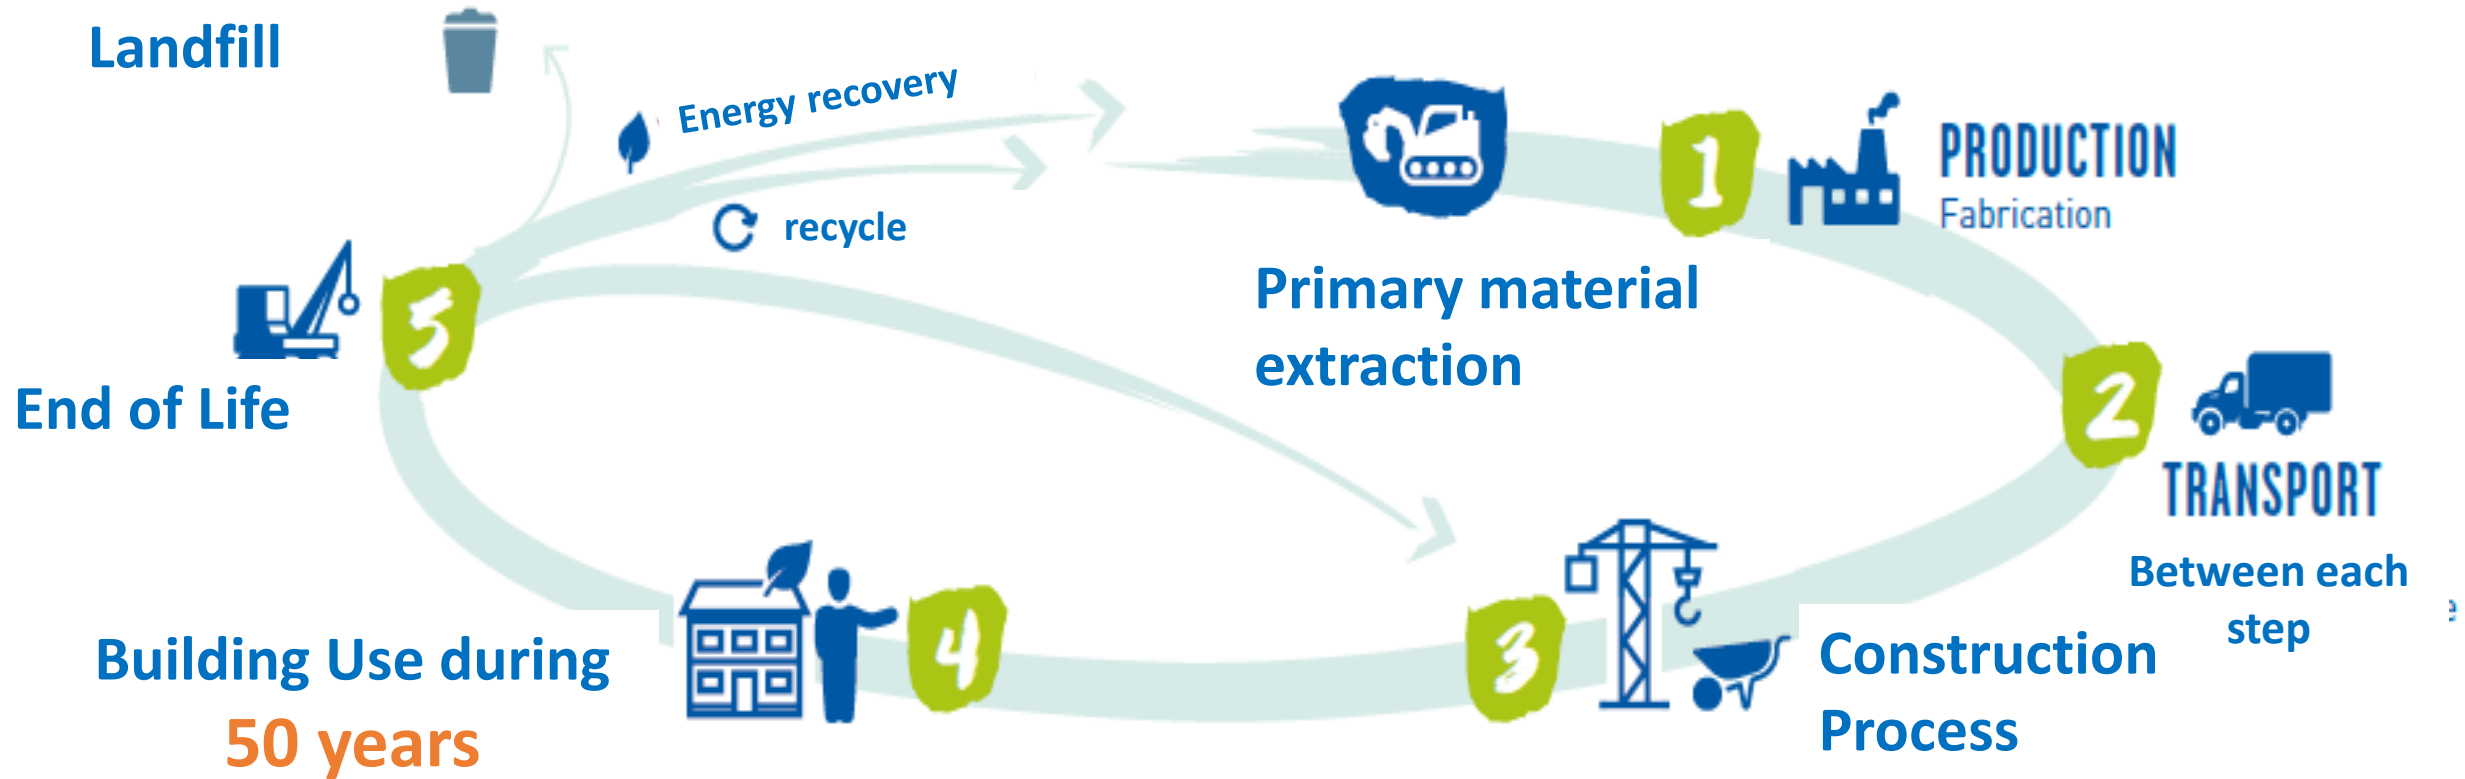 Landfill
Energy recovery
recycle
1
PRODUCTION
Fabrication
Primary material
extraction
2
TRANSPORT
Between each
step
5
End of Life
Building Use during
50 years
4
3
Construction
Process
e